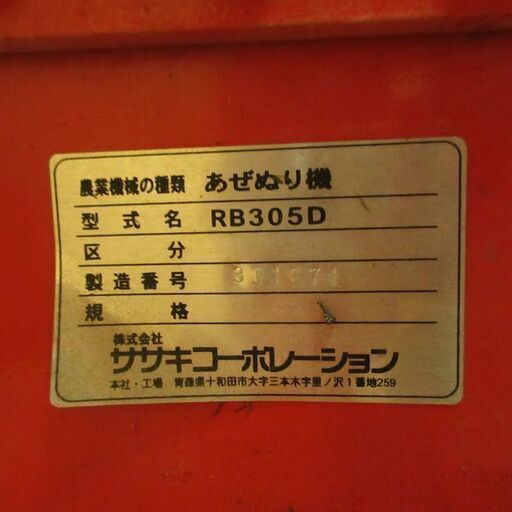 農業機械の種類 あぜぬり機
型式名 RB305D
区分
製造番号
規格
株式会社
ササキコーポレーション
本社・工場 青森県十和田市大字三本木字里ノ沢1番地259